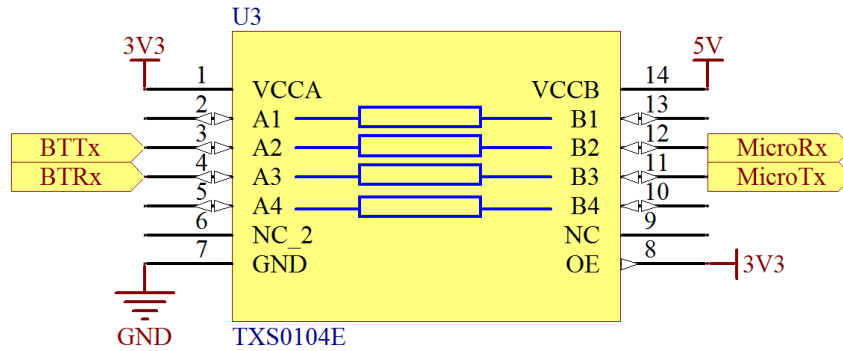 U3
3V3 5V
1 VCCA VCCB 14
2 A1 B1 13
BTTx 3 A2 B2 12 MicroRx
BTRx 4 A3 B3 11 MicroTx
5 A4 B4 10
6 NC_2 NC 9
7 GND OE 8 3V3
GND TXS0104E